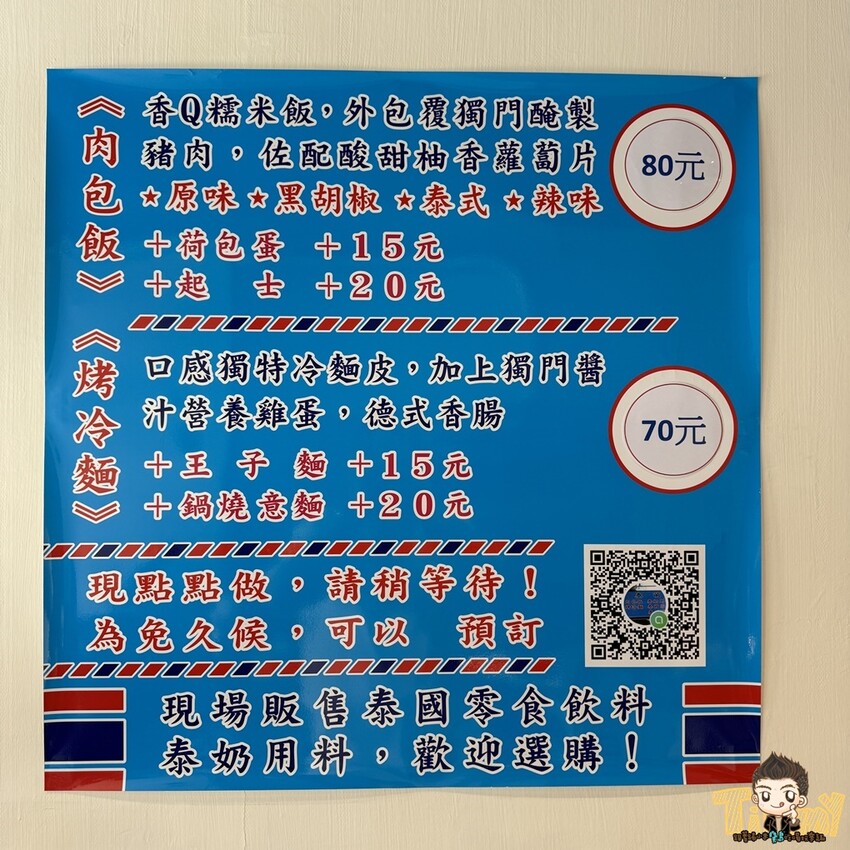 《肉包飯》
香Q糯米飯，外包覆獨門醃製
豬肉，佐配酸甜柚香蘿蔔片
★原味★黑胡椒★泰式★辣味
＋荷包蛋 ＋15元
＋起 士 ＋20元
80元
《烤冷麵》
口感獨特冷麵皮，加上獨門醬
汁營養雞蛋，德式香腸
＋王子麵＋15元
＋鍋燒意麵＋20元
70元
現點點做，請稍等待！
為免久候，可以 預訂
現場販售泰國零食飲料
泰奶用料，歡迎選購！